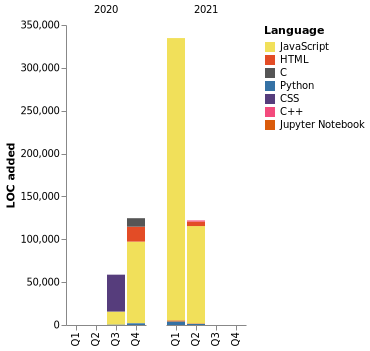 2020 2021
350,000
300,000
250,000
200,000
150,000
100,000
50,000
0
LOC added
Q1 Q2 Q3 Q4 Q1 Q2 Q3 Q4
Language
JavaScript
HTML
C
Python
CSS
C++
Jupyter Notebook